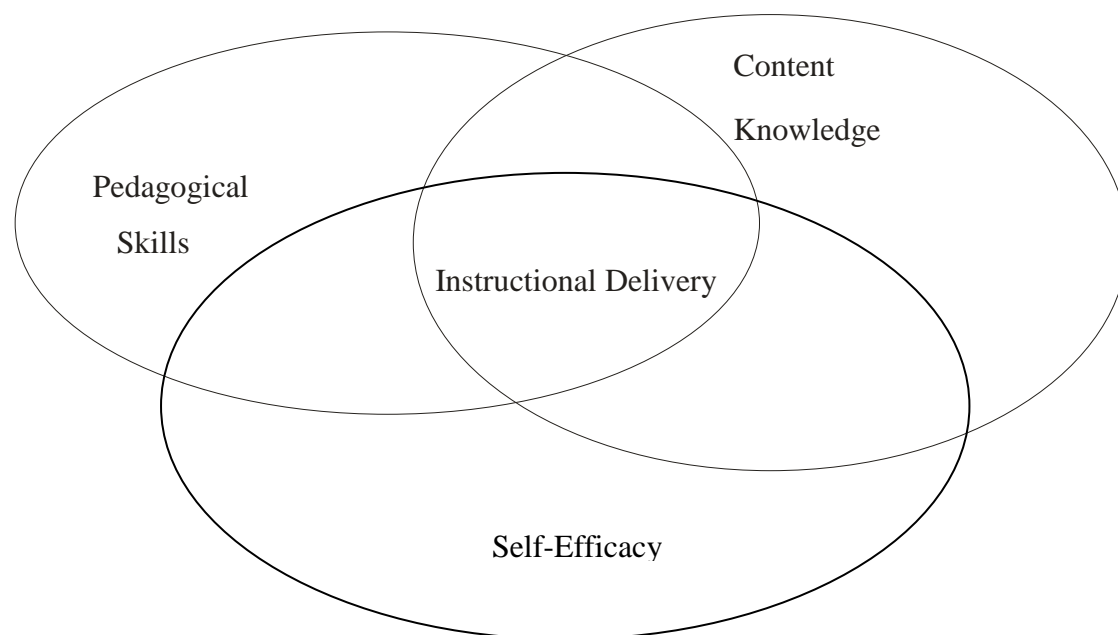 Content
Knowledge
Pedagogical
Skills
Instructional Delivery
Self-Efficacy